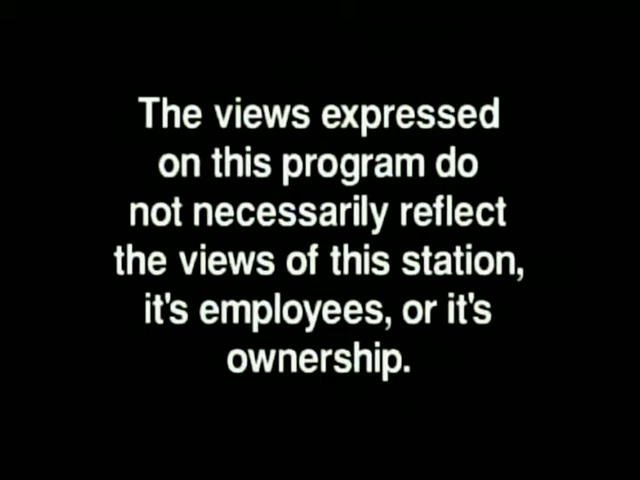 The views expressed
on this program do
not necessarily reflect
the views of this station,
it's employees, or it's
ownership.